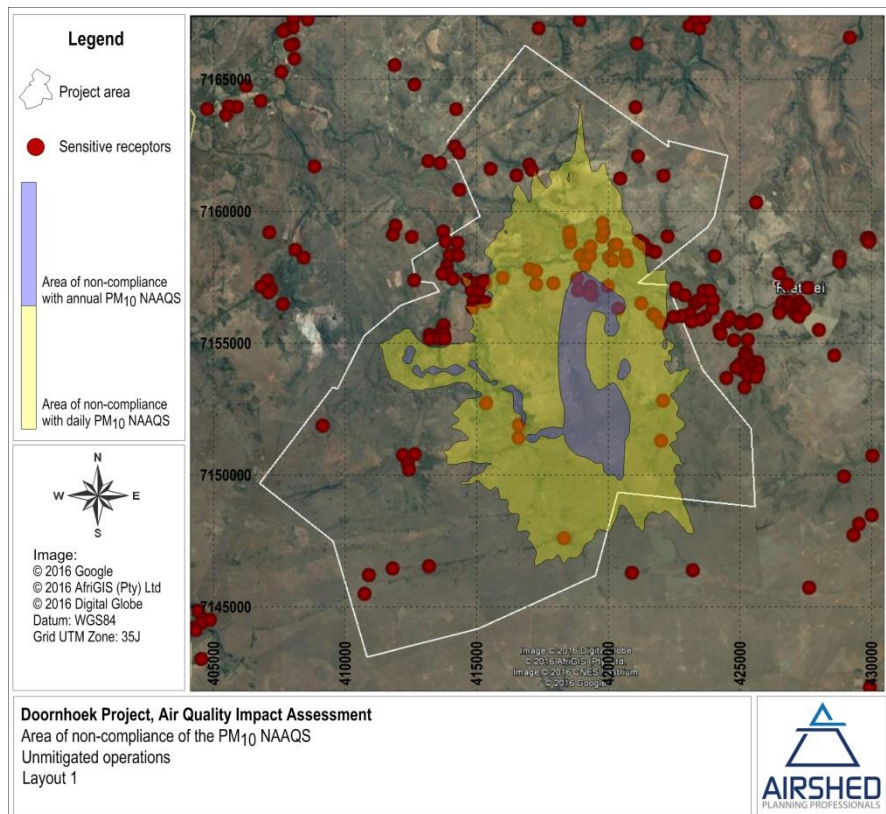 Legend
Project area
Sensitive receptors
Area of non-compliance
with annual PM10 NAAQS
Area of non-compliance
with daily PM10 NAAQS
N
W
E
S
Image:
© 2016 Google
© 2016 AfriGIS (Pty) Ltd
© 2016 Digital Globe
Datum: WGS84
Grid UTM Zone: 35J
7165000
7160000
7155000
7150000
7145000
405000
410000
415000
420000
425000
430000
Image © 2016 DigitalGlobe
© 2016 AfriGIS (Pty) Ltd.
Image © 2016 CNES / Astrium
© 2016 Google
Doornhoek Project, Air Quality Impact Assessment
Area of non-compliance of the PM10 NAAQS
Unmitigated operations
Layout 1
AIRSHED
PLANNING PROFESSIONALS